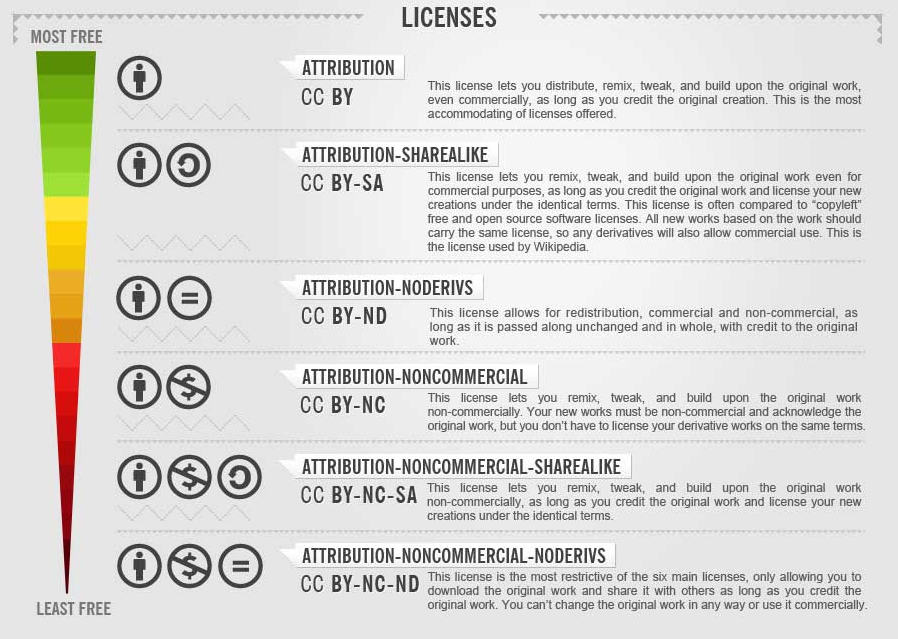 LICENSES
MOST FREE
ATTRIBUTION
CC BY
This license lets you distribute, remix, tweak, and build upon the original work,
even commercially, as long as you credit the original creation. This is the most
accommodating of licenses offered.
ATTRIBUTION-SHAREALIKE
CC BY-SA
This license lets you remix, tweak, and build upon the original work even for
commercial purposes, as long as you credit the original work and license your new
creations under the identical terms. This license is often compared to “copyleft”
free and open source software licenses. All new works based on the work should
carry the same license, so any derivatives will also allow commercial use. This is
the license used by Wikipedia.
ATTRIBUTION-NODERIVS
CC BY-ND
This license allows for redistribution, commercial and non-commercial, as
long as it is passed along unchanged and in whole, with credit to the original
work.
ATTRIBUTION-NONCOMMERCIAL
CC BY-NC
This license lets you remix, tweak, and build upon the original work
non-commercially. Your new works must be non-commercial and acknowledge the
original work, but you don’t have to license your derivative works on the same terms.
ATTRIBUTION-NONCOMMERCIAL-SHAREALIKE
CC BY-NC-SA
This license lets you remix, tweak, and build upon the original work
non-commercially, as long as you credit the original work and license your new
creations under the identical terms.
ATTRIBUTION-NONCOMMERCIAL-NODERIVS
CC BY-NC-ND
This license is the most restrictive of the six main licenses, only allowing you to
download the original work and share it with others as long as you credit the
original work. You can’t change the original work in any way or use it commercially.
LEAST FREE